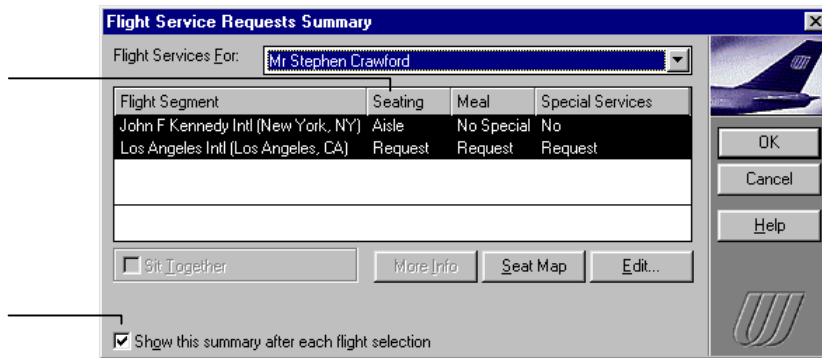 Flight Service Requests Summary
Flight Services For: Mr Stephen Crawford
Flight Segment Seating Meal Special Services
John F Kennedy Intl (New York, NY) Aisle No Special No
Los Angeles Intl (Los Angeles, CA) Request Request Request
OK
Cancel
Help
Sit Together More Info Seat Map Edit...
Show this summary after each flight selection